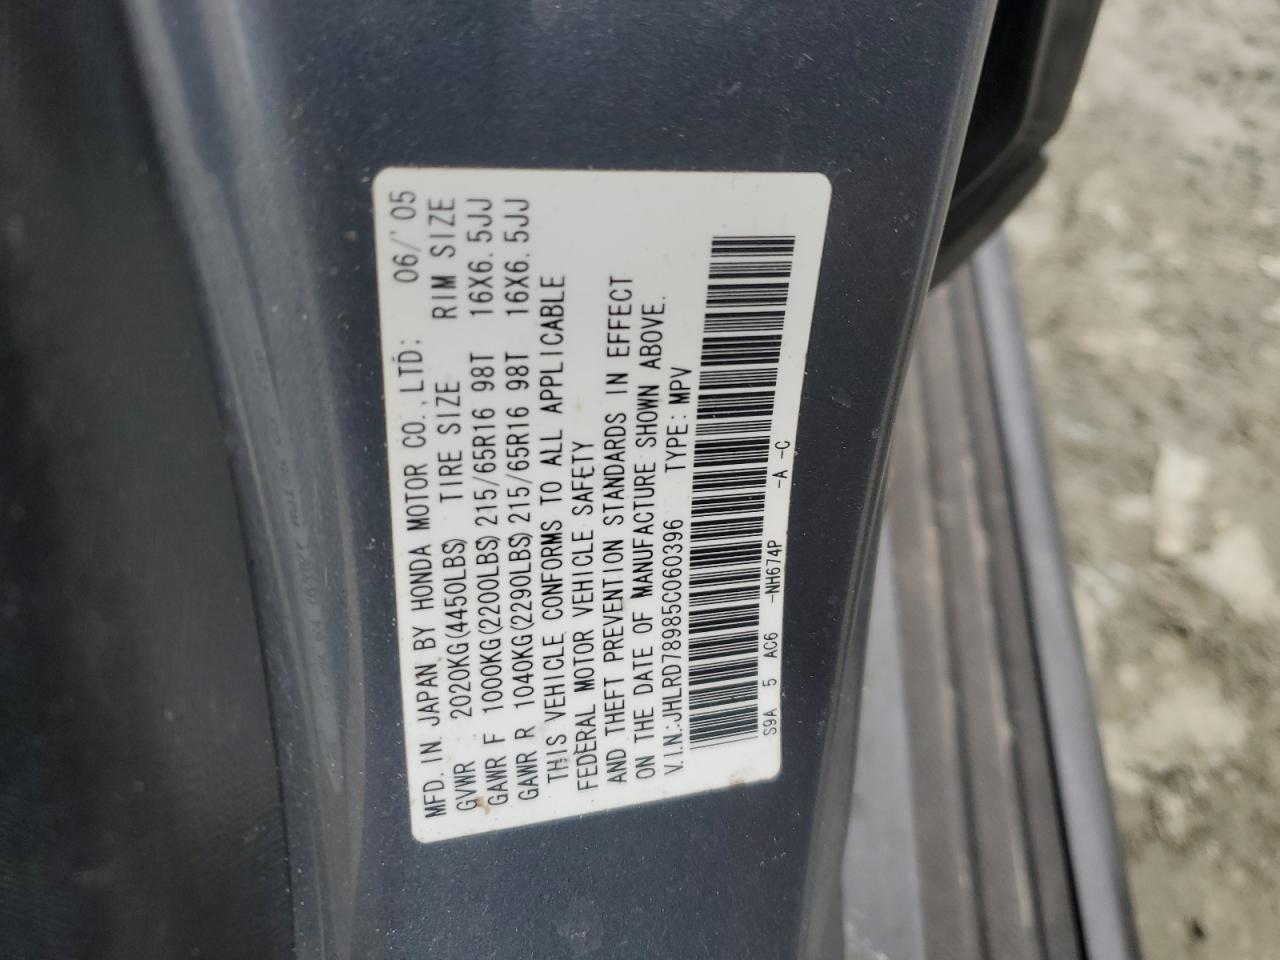 MFD. IN JAPAN BY HONDA MOTOR CO.,LTD: 06/'05
GVWR 2020KG(4450LBS) TIRE SIZE RIM SIZE
GAWR F 1000KG(2200LBS)215/65R16 98T 16X6.5JJ
GAWR R 1040KG(2290LBS)215/65R16 98T 16X6.5JJ
THIS VEHICLE CONFORMS TO ALL APPLICABLE
FEDERAL MOTOR VEHICLE SAFETY
AND THEFT PREVENTION STANDARDS IN EFFECT
ON THE DATE OF MANUFACTURE SHOWN ABOVE.
V.I.N:JHLRD78985C060396 TYPE: MPV
S9A 5 AC6 -NH674P -A -C